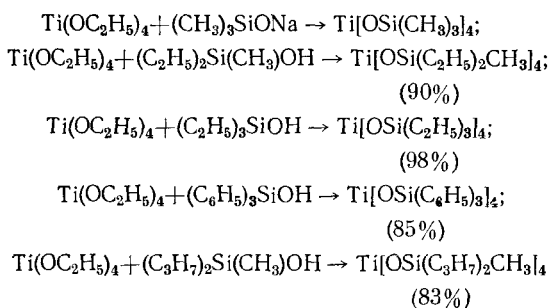 Ti(OC₂H₅)₄+(CH₃)₃SiONa → Ti[OSi(CH₃)₃]₄;
Ti(OC₂H₅)₄+(C₂H₅)₂Si(CH₃)OH → Ti[OSi(C₂H₅)₂CH₃]₄;
(90%)
Ti(OC₂H₅)₄+(C₂H₅)₃SiOH → Ti[OSi(C₂H₅)₃]₄;
(98%)
Ti(OC₂H₅)₄+(C₆H₅)₃SiOH → Ti[OSi(C₆H₅)₃]₄;
(85%)
Ti(OC₂H₅)₄+(C₃H₇)₂Si(CH₃)OH → Ti[OSi(C₃H₇)₂CH₃]₄
(83%)